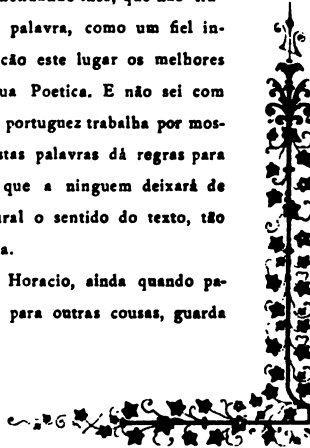 palavra, como um fiel in-
cão este lugar os melhores
ua Poetica. E não sei com
portuguez trabalha por mos-
stas palavras dá regras para
que a ninguem deixará de
ural o sentido do texto, tão
a.
Horacio, ainda quando pa-
para outras cousas, guarda